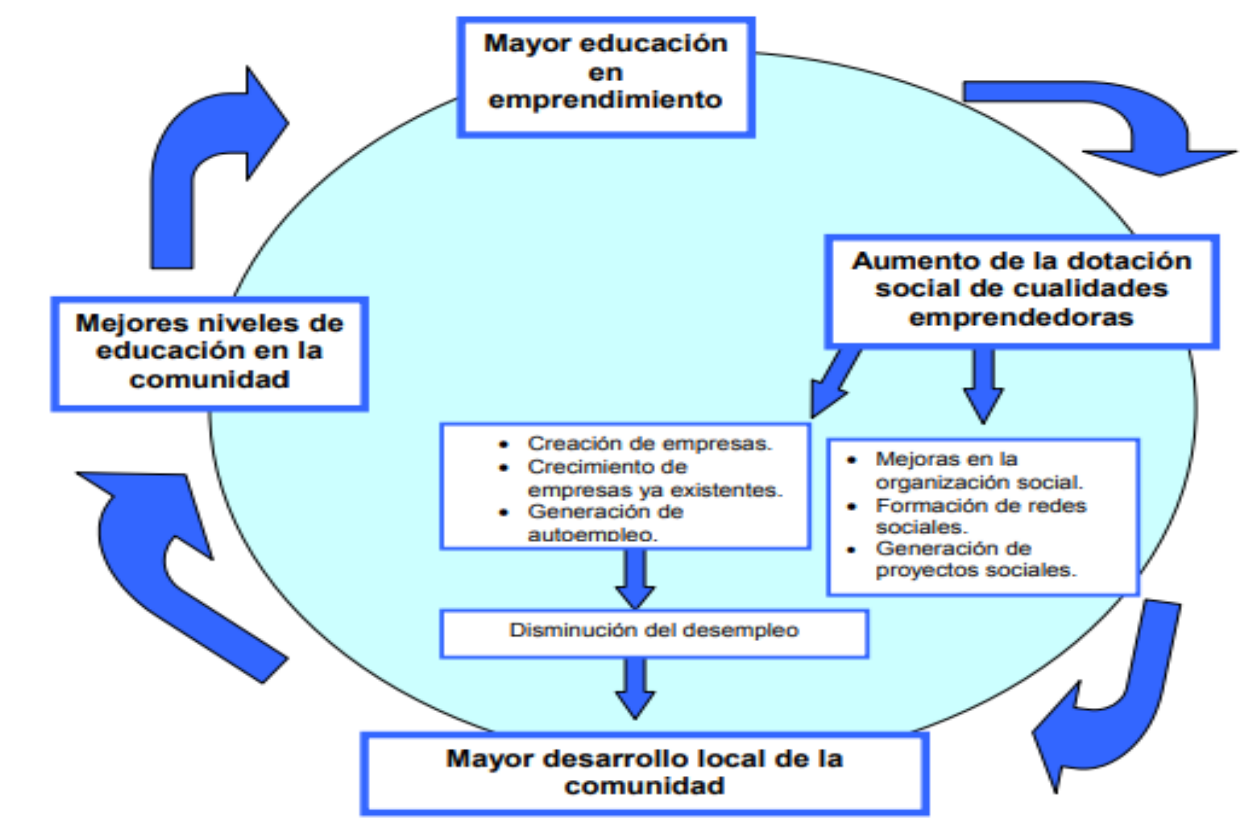 Mayor educación
en
emprendimiento
Aumento de la dotación
social de cualidades
emprendedoras
Mejores niveles de
educación en la
comunidad
• Creación de empresas.
• Crecimiento de
empresas ya existentes.
• Generación de
autoempleo.
• Mejoras en la
organización social.
• Formación de redes
sociales.
• Generación de
proyectos sociales.
Disminución del desempleo
Mayor desarrollo local de la
comunidad